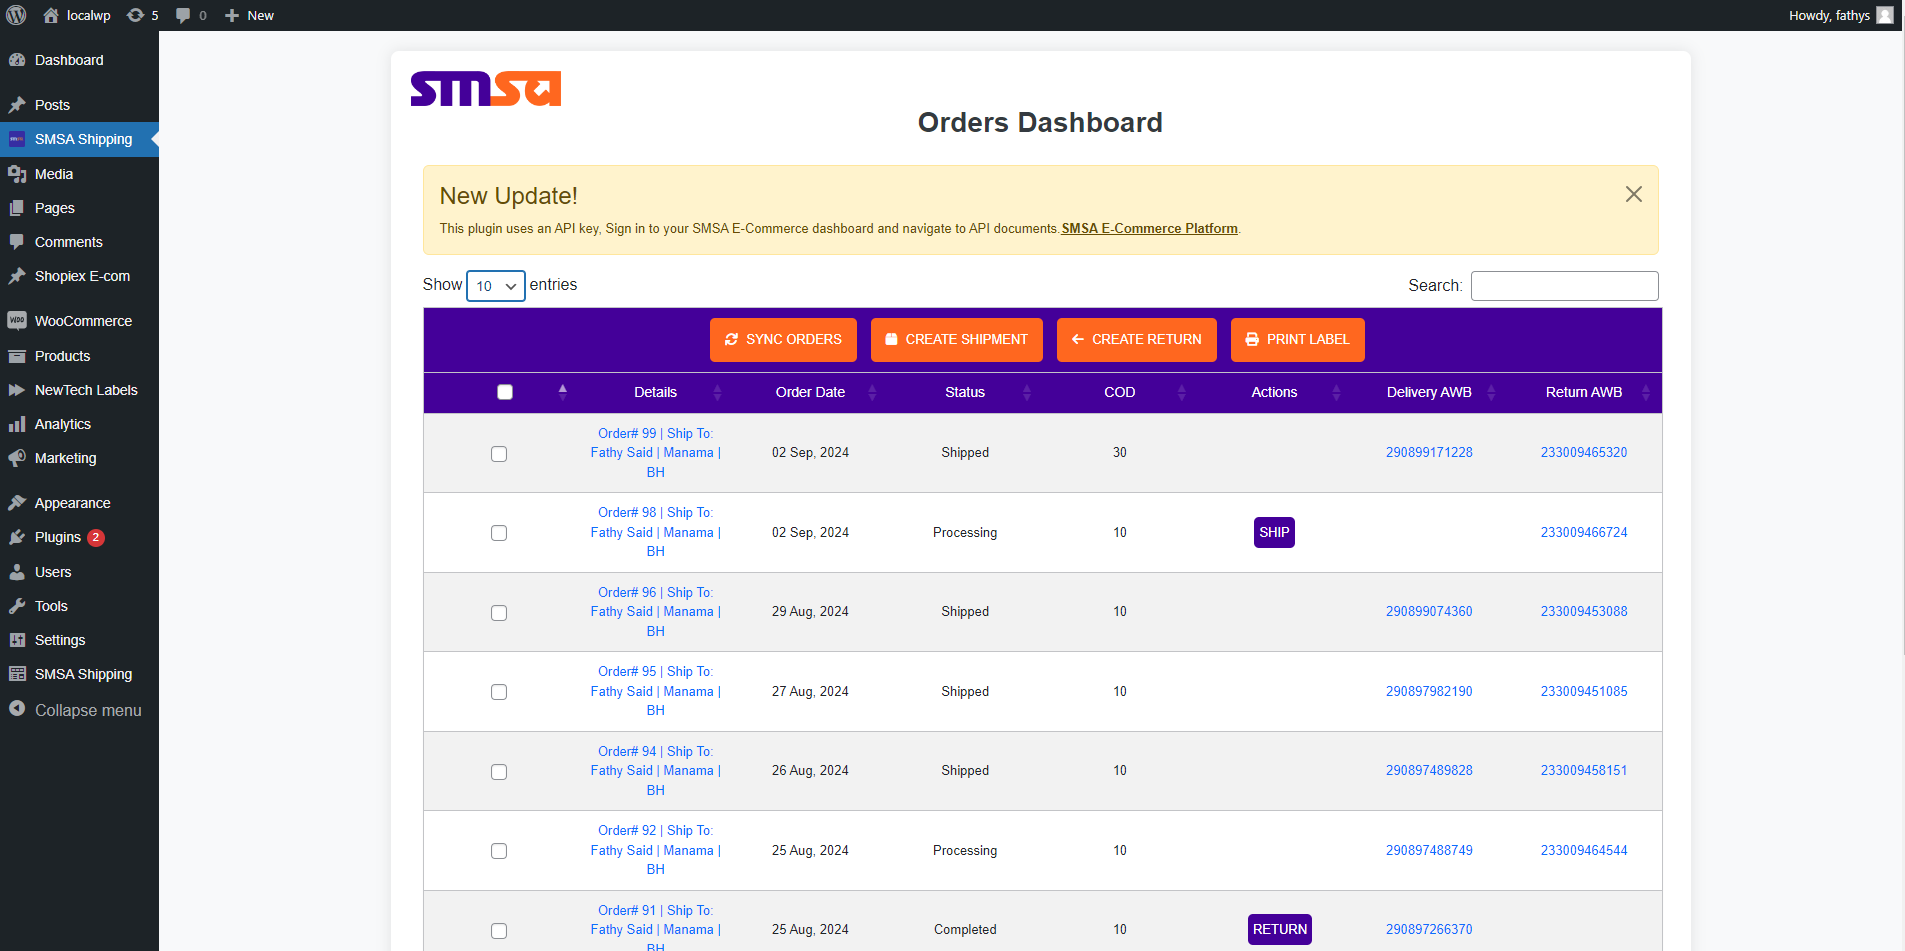 localwp 5 0 New Howdy, fathys
Dashboard
Posts
SMSA Shipping
Media
Pages
Comments
Shopiex E-com
WooCommerce
Products
NewTech Labels
Analytics
Marketing
Appearance
Plugins 2
Users
Tools
Settings
SMSA Shipping
Collapse menu
smsa
Orders Dashboard
New Update!
This plugin uses an API key, Sign in to your SMSA E-Commerce dashboard and navigate to API documents. SMSA E-Commerce Platform.
Show 10 entries Search:
SYNC ORDERS CREATE SHIPMENT CREATE RETURN PRINT LABEL
Details Order Date Status COD Actions Delivery AWB Return AWB
Order# 99 | Ship To:
Fathy Said | Manama | 02 Sep, 2024 Shipped 30 290899171228 233009465320
BH
Order# 98 | Ship To:
Fathy Said | Manama | 02 Sep, 2024 Processing 10 SHIP 233009466724
BH
Order# 96 | Ship To:
Fathy Said | Manama | 29 Aug, 2024 Shipped 10 290899074360 233009453088
BH
Order# 95 | Ship To:
Fathy Said | Manama | 27 Aug, 2024 Shipped 10 290897982190 233009451085
BH
Order# 94 | Ship To:
Fathy Said | Manama | 26 Aug, 2024 Shipped 10 290897489828 233009458151
BH
Order# 92 | Ship To:
Fathy Said | Manama | 25 Aug, 2024 Processing 10 290897488749 233009464544
BH
Order# 91 | Ship To:
Fathy Said | Manama | 25 Aug, 2024 Completed 10 RETURN 290897266370
BH